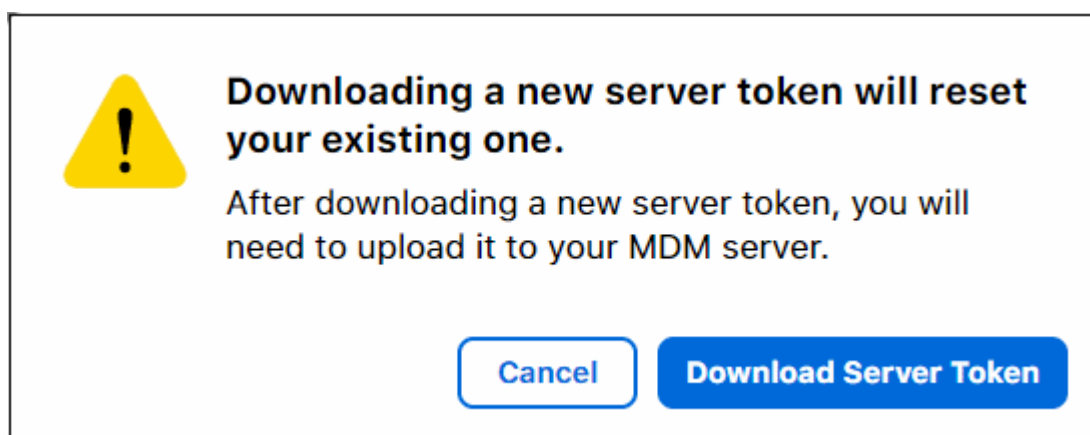 Downloading a new server token will reset
your existing one.
After downloading a new server token, you will
need to upload it to your MDM server.
Cancel
Download Server Token